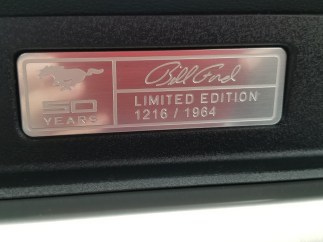 Bill Ford
50
YEARS
LIMITED EDITION
1216 / 1964